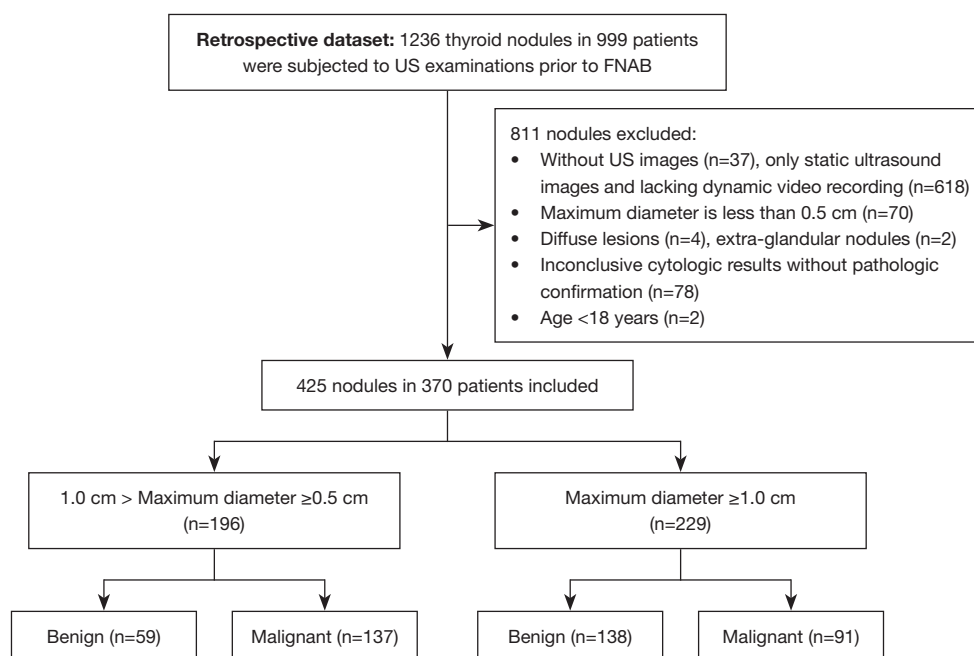 Retrospective dataset: 1236 thyroid nodules in 999 patients
were subjected to US examinations prior to FNAB
811 nodules excluded:
• Without US images (n=37), only static ultrasound
images and lacking dynamic video recording (n=618)
• Maximum diameter is less than 0.5 cm (n=70)
• Diffuse lesions (n=4), extra-glandular nodules (n=2)
• Inconclusive cytologic results without pathologic
confirmation (n=78)
• Age <18 years (n=2)
425 nodules in 370 patients included
1.0 cm > Maximum diameter ≥0.5 cm
(n=196)
Maximum diameter ≥1.0 cm
(n=229)
Benign (n=59)
Malignant (n=137)
Benign (n=138)
Malignant (n=91)